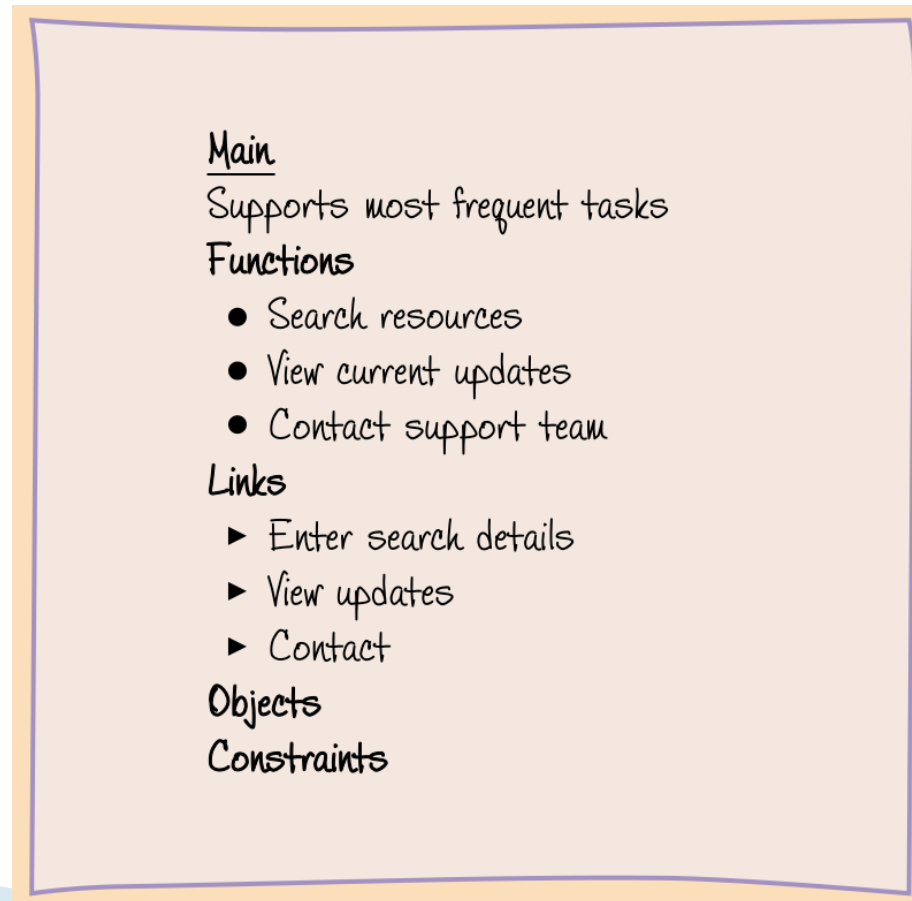 Main
Supports most frequent tasks
Functions
● Search resources
● View current updates
● Contact support team
Links
► Enter search details
► View updates
► Contact
Objects
Constraints